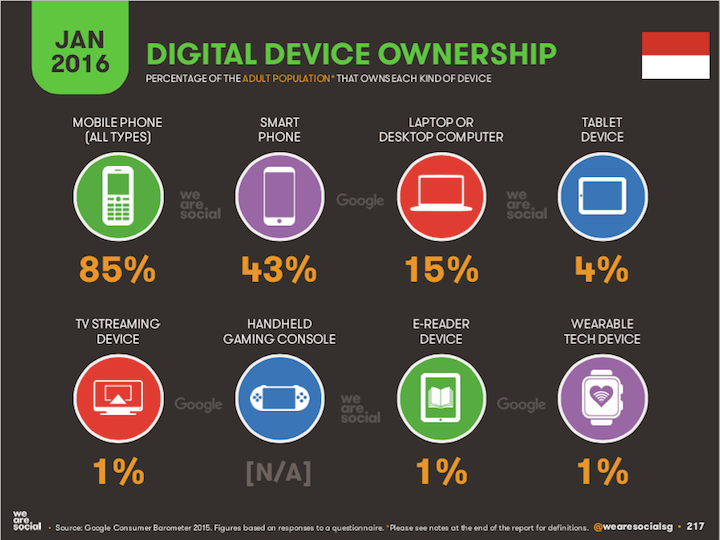 JAN
2016
DIGITAL DEVICE OWNERSHIP
PERCENTAGE OF THE ADULT POPULATION* THAT OWNS EACH KIND OF DEVICE
MOBILE PHONE
(ALL TYPES)
SMART
PHONE
LAPTOP OR
DESKTOP COMPUTER
TABLET
DEVICE
we
are
social
Google
we
are
social
85%
43%
15%
4%
TV STREAMING
DEVICE
HANDHELD
GAMING CONSOLE
E-READER
DEVICE
WEARABLE
TECH DEVICE
Google
we
are
social
Google
1%
[N/A]
1%
1%
we
are
social
• Source: Google Consumer Barometer 2015. Figures based on responses to a questionnaire. *Please see notes at the end of the report for definitions.
@wearesocialsg • 217